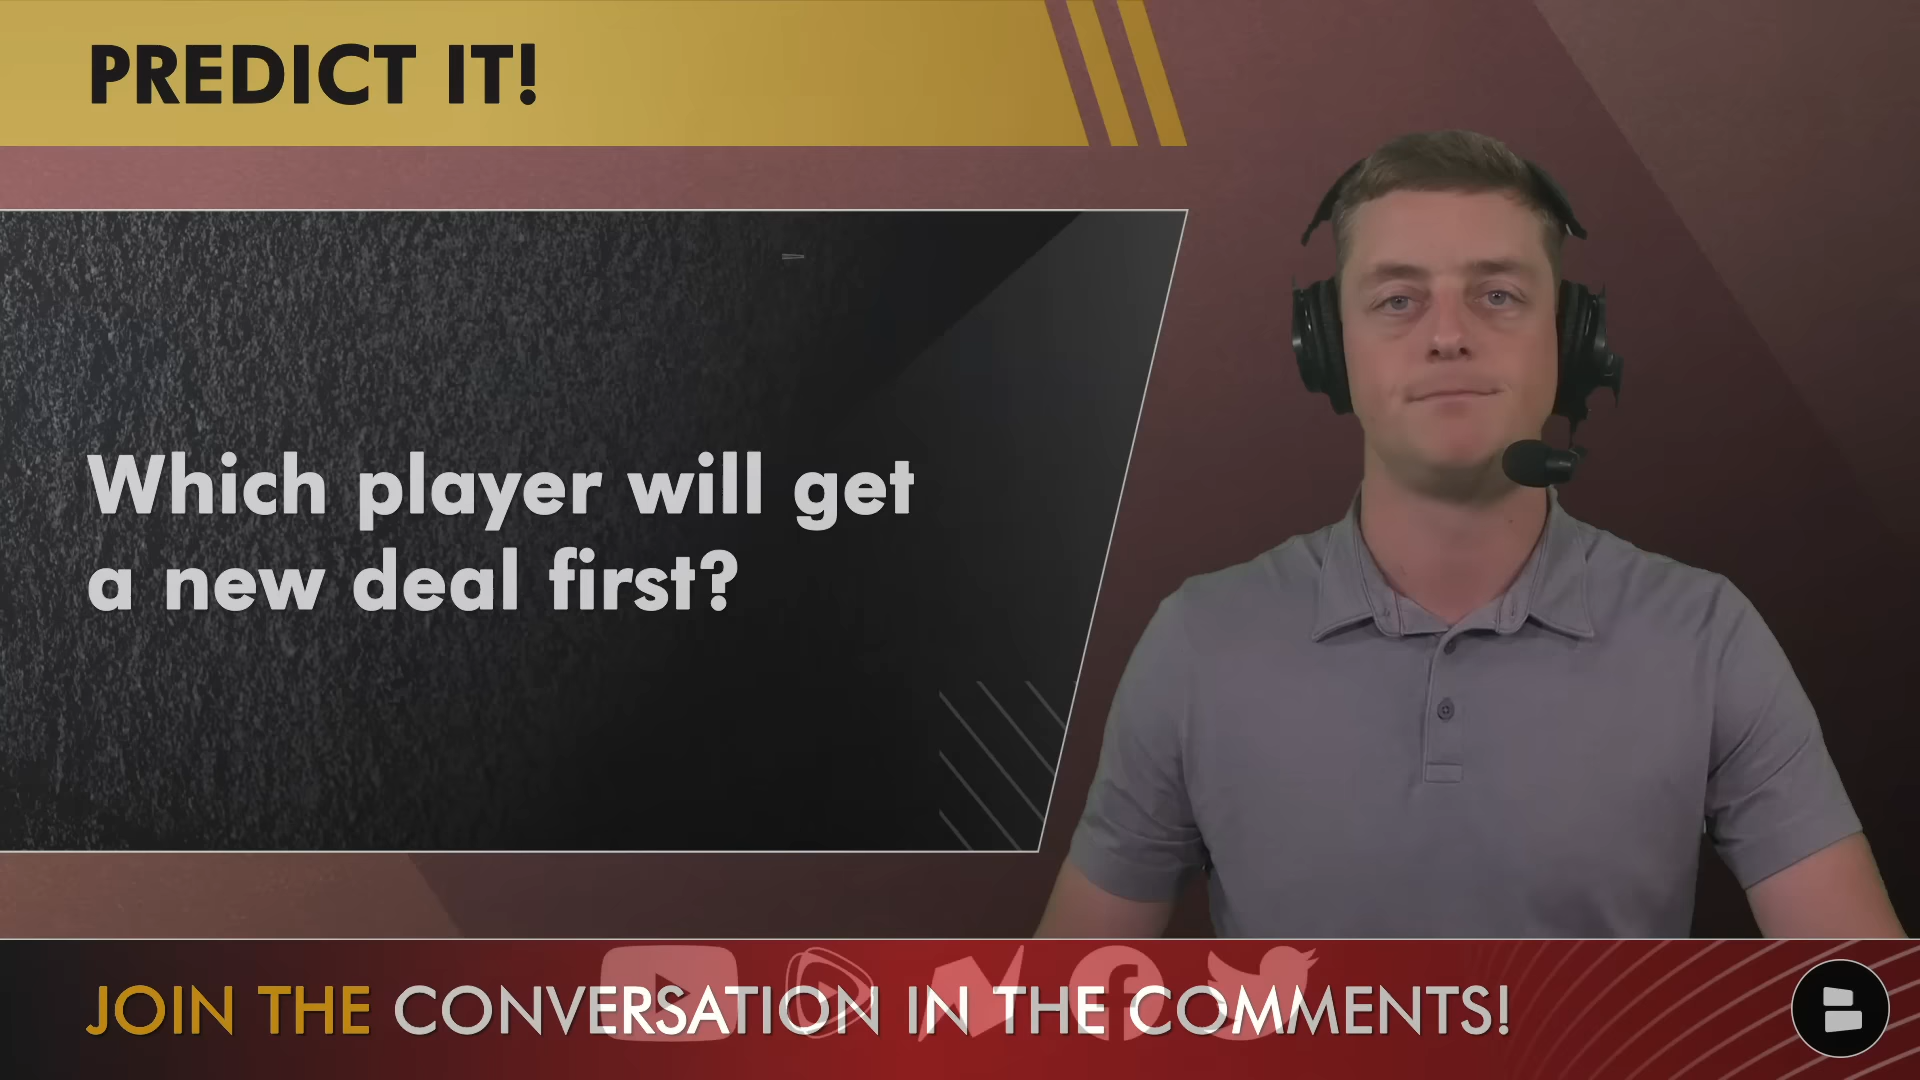 PREDICT IT!
Which player will get
a new deal first?
JOIN THE CONVERSATION IN THE COMMENTS!